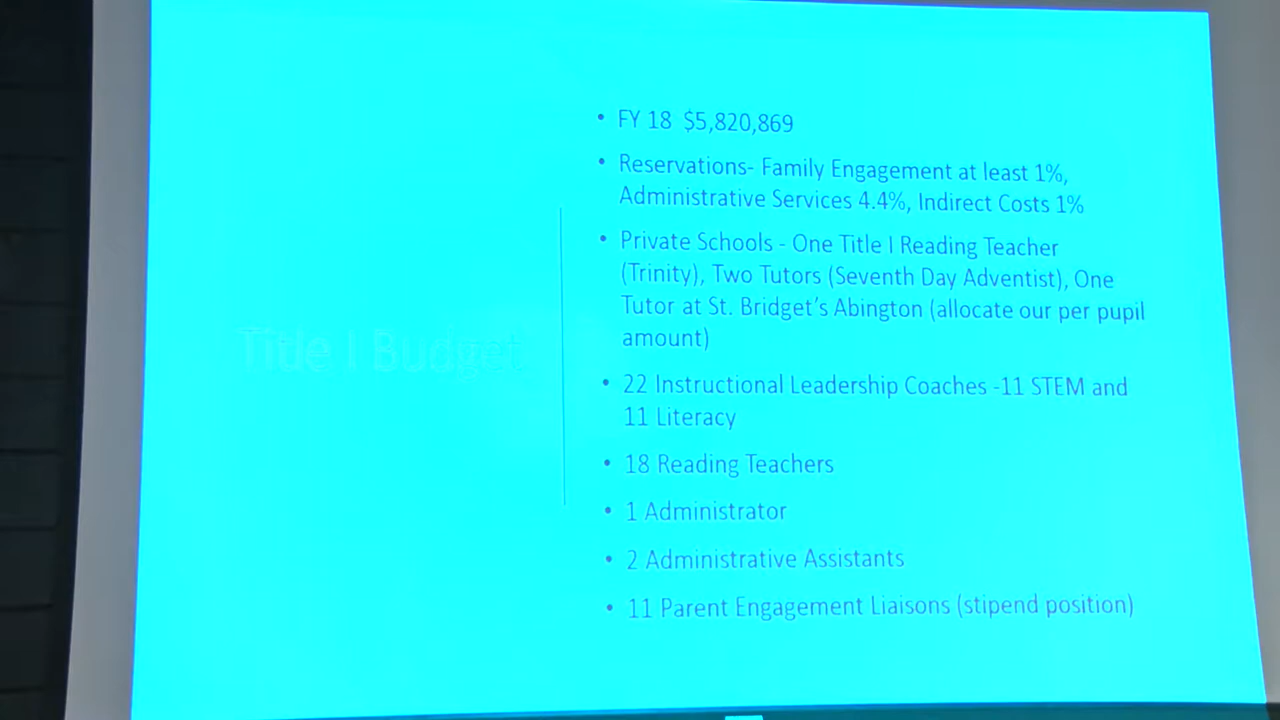 Title I Budget
• FY 18 $5,820,869
• Reservations- Family Engagement at least 1%,
Administrative Services 4.4%, Indirect Costs 1%
• Private Schools - One Title I Reading Teacher
(Trinity), Two Tutors (Seventh Day Adventist), One
Tutor at St. Bridget's Abington (allocate our per pupil
amount)
• 22 Instructional Leadership Coaches -11 STEM and
11 Literacy
• 18 Reading Teachers
• 1 Administrator
• 2 Administrative Assistants
• 11 Parent Engagement Liaisons (stipend position)